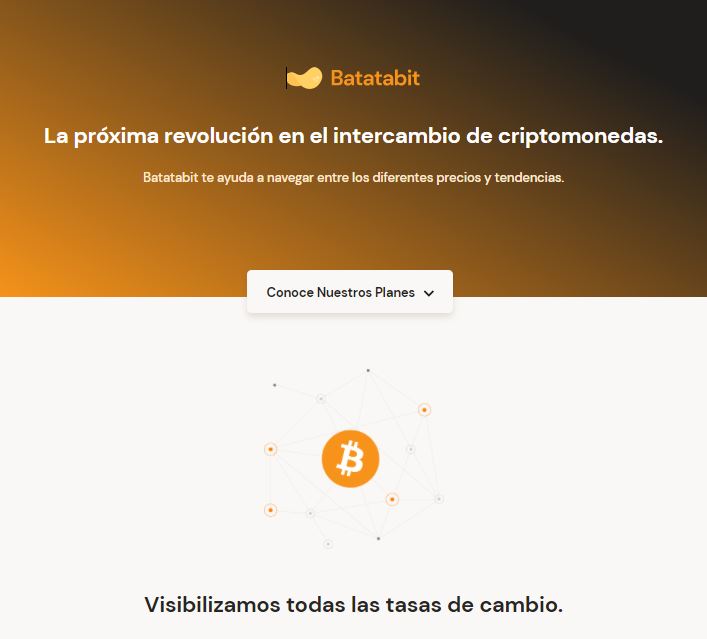 Batatabit
La próxima revolución en el intercambio de criptomonedas.
Batatabit te ayuda a navegar entre los diferentes precios y tendencias.
Conoce Nuestros Planes
Visibilizamos todas las tasas de cambio.